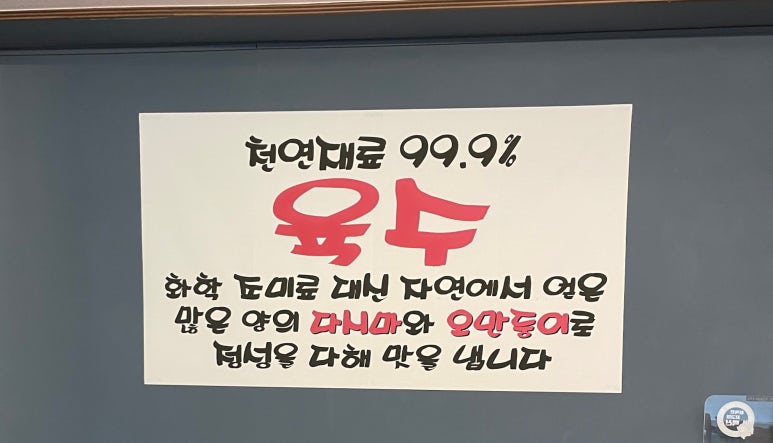 천연재료 99.9%
육수
화학 조미료 대신 자연에서 얻은
많은 양의 다시마와 오만둥이로
정성을 다해 맛을 냅니다